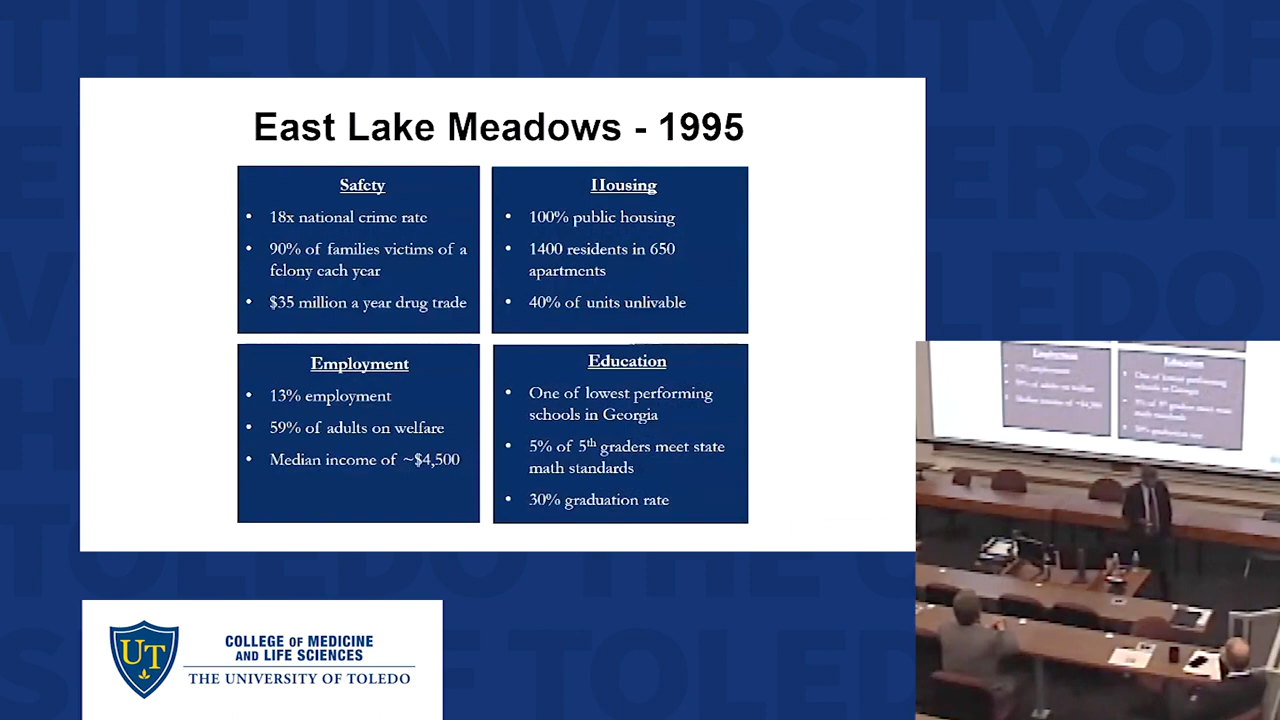 East Lake Meadows - 1995
Safety
• 18x national crime rate
• 90% of families victims of a
felony each year
• $35 million a year drug trade
Housing
• 100% public housing
• 1400 residents in 650
apartments
• 40% of units unlivable
Employment
• 13% employment
• 59% of adults on welfare
• Median income of ~$4,500
Education
• One of lowest performing
schools in Georgia
• 5% of 5th graders meet state
math standards
• 30% graduation rate
UT
COLLEGE OF MEDICINE
AND LIFE SCIENCES
THE UNIVERSITY OF TOLEDO